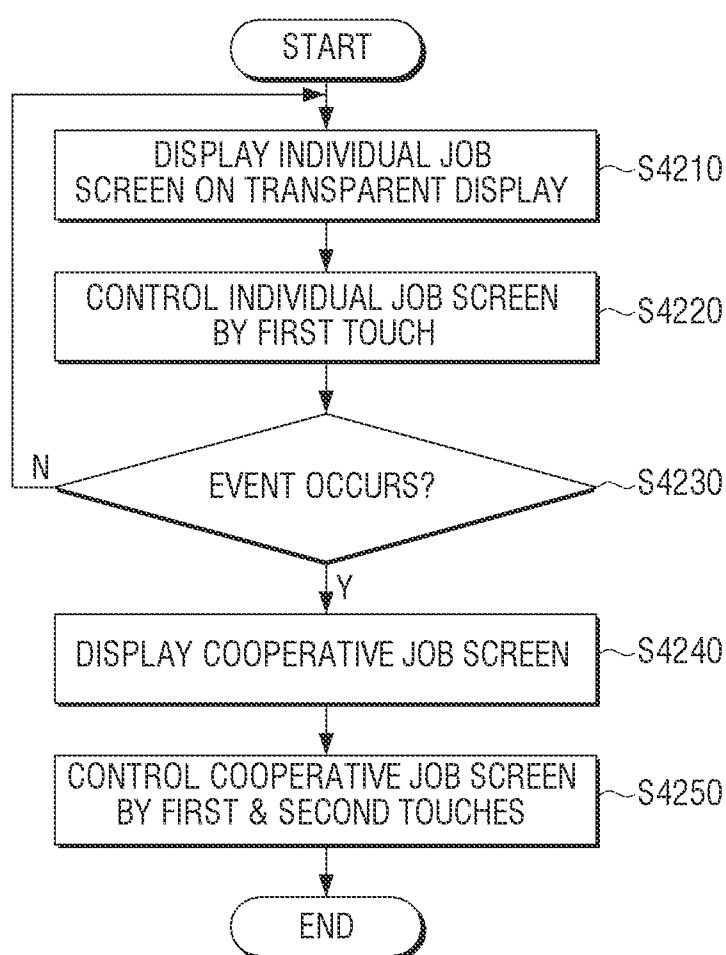 START
DISPLAY INDIVIDUAL JOB
SCREEN ON TRANSPARENT DISPLAY
S4210
CONTROL INDIVIDUAL JOB SCREEN
BY FIRST TOUCH
S4220
N
EVENT OCCURS?
S4230
Y
DISPLAY COOPERATIVE JOB SCREEN
S4240
CONTROL COOPERATIVE JOB SCREEN
BY FIRST & SECOND TOUCHES
S4250
END